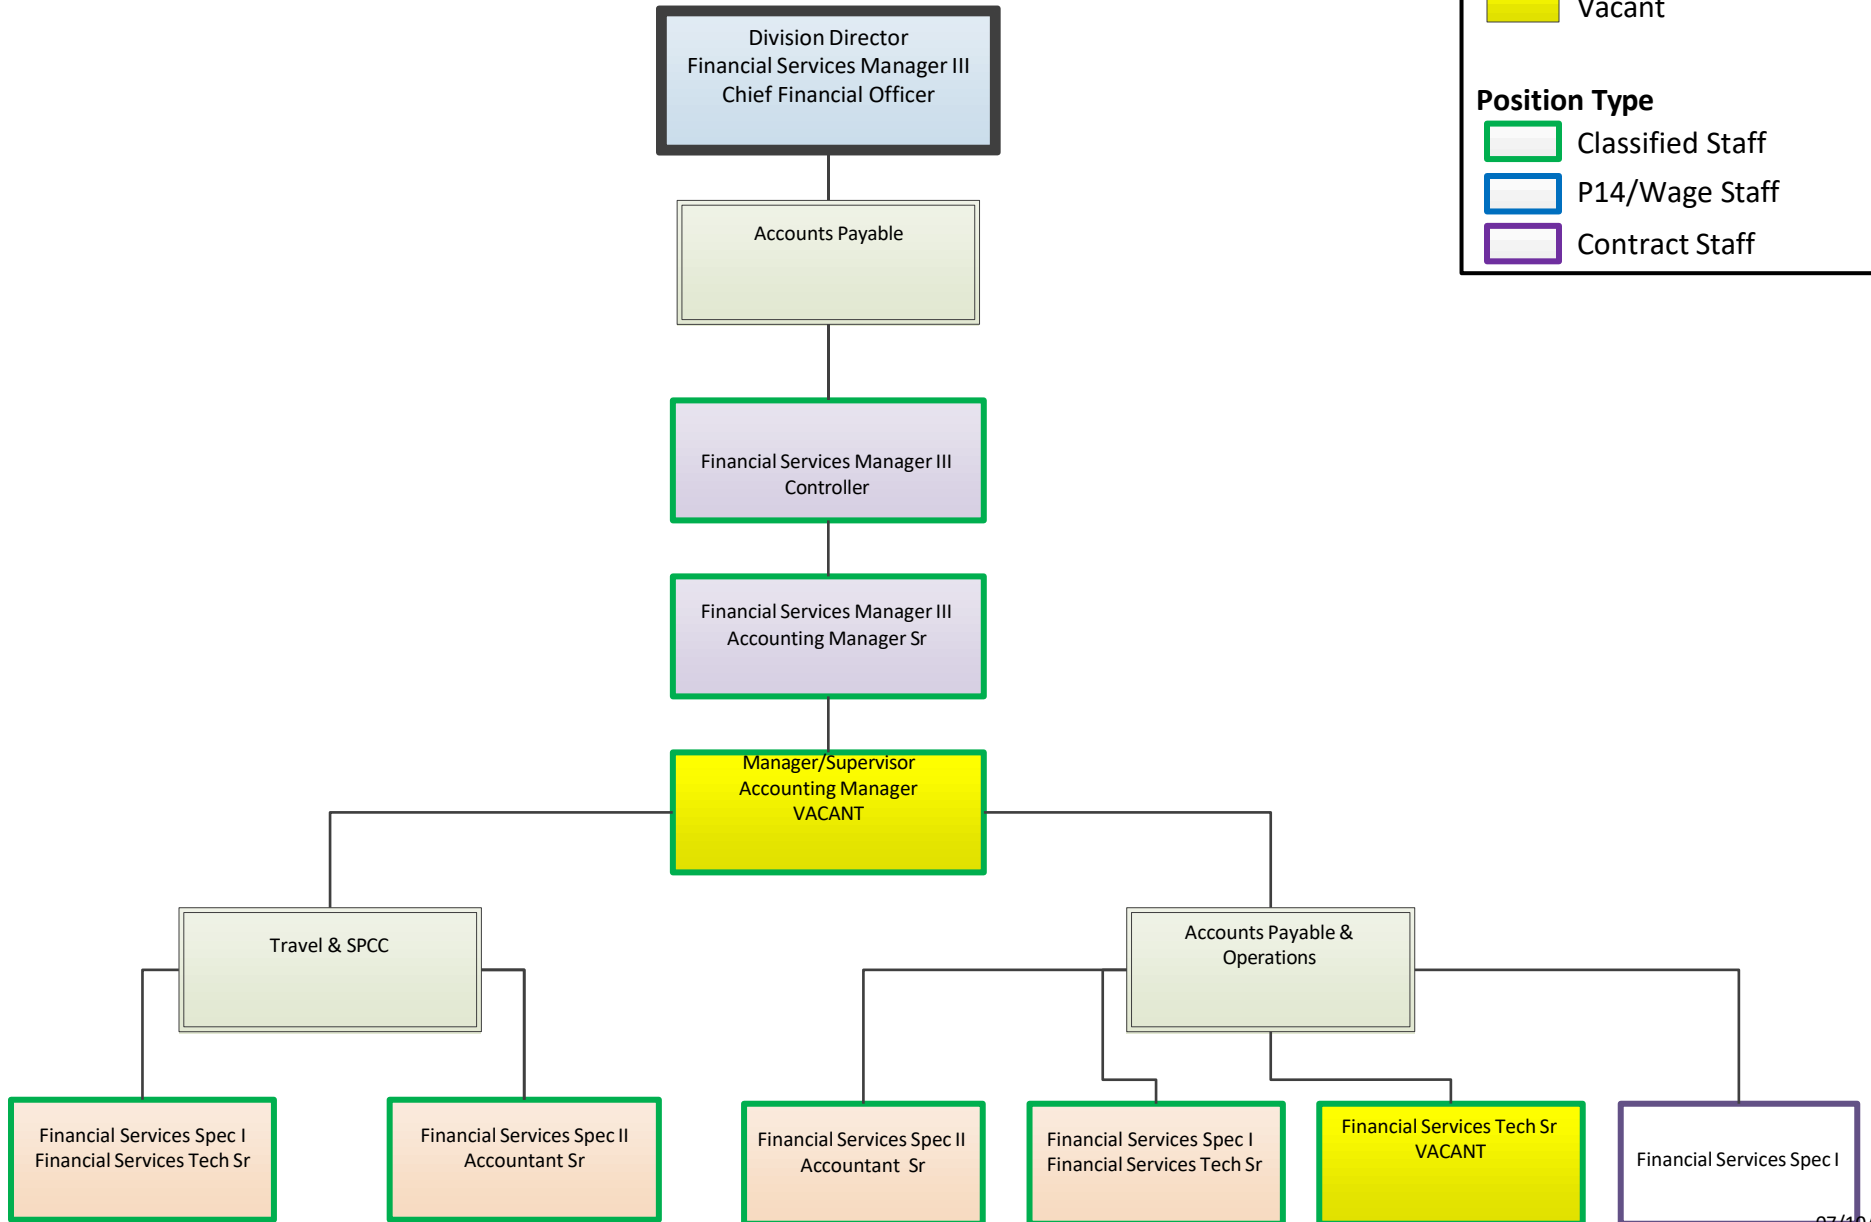 Vacant
Position Type
Classified Staff
P14/Wage Staff
Contract Staff
Division Director
Financial Services Manager III
Chief Financial Officer
Accounts Payable
Financial Services Manager III
Controller
Financial Services Manager III
Accounting Manager Sr
Manager/Supervisor
Accounting Manager
VACANT
Travel & SPCC
Accounts Payable &
Operations
Financial Services Spec I
Financial Services Tech Sr
Financial Services Spec II
Accountant Sr
Financial Services Spec II
Accountant Sr
Financial Services Spec I
Financial Services Tech Sr
Financial Services Tech Sr
VACANT
Financial Services Spec I